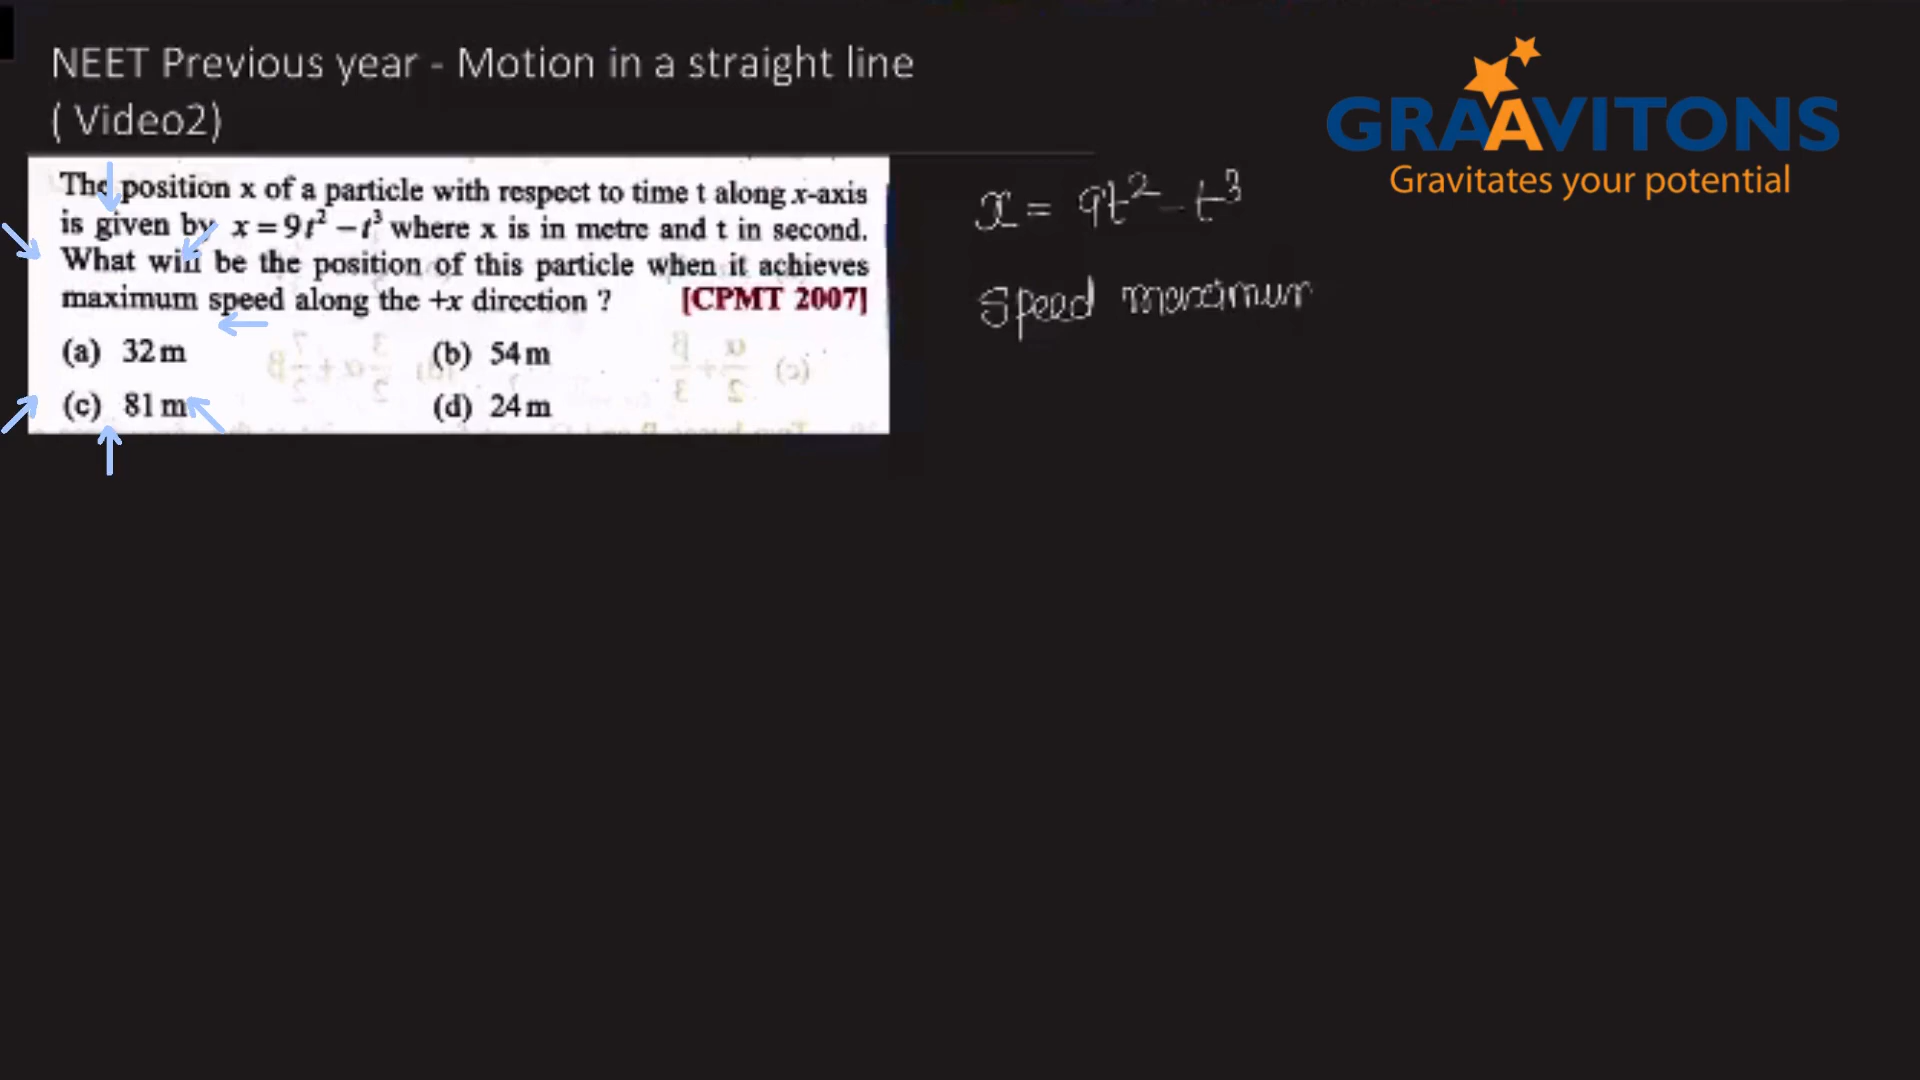 NEET Previous year - Motion in a straight line
( Video2)
GRAAVITONS
Gravitates your potential
The position x of a particle with respect to time t along x-axis
is given by x = 9t² – t³ where x is in metre and t in second.
What will be the position of this particle when it achieves
maximum speed along the +x direction ? [CPMT 2007]
(a) 32 m (b) 54 m
(c) 81 m (d) 24 m
x = 9t² – t³
speed maximum